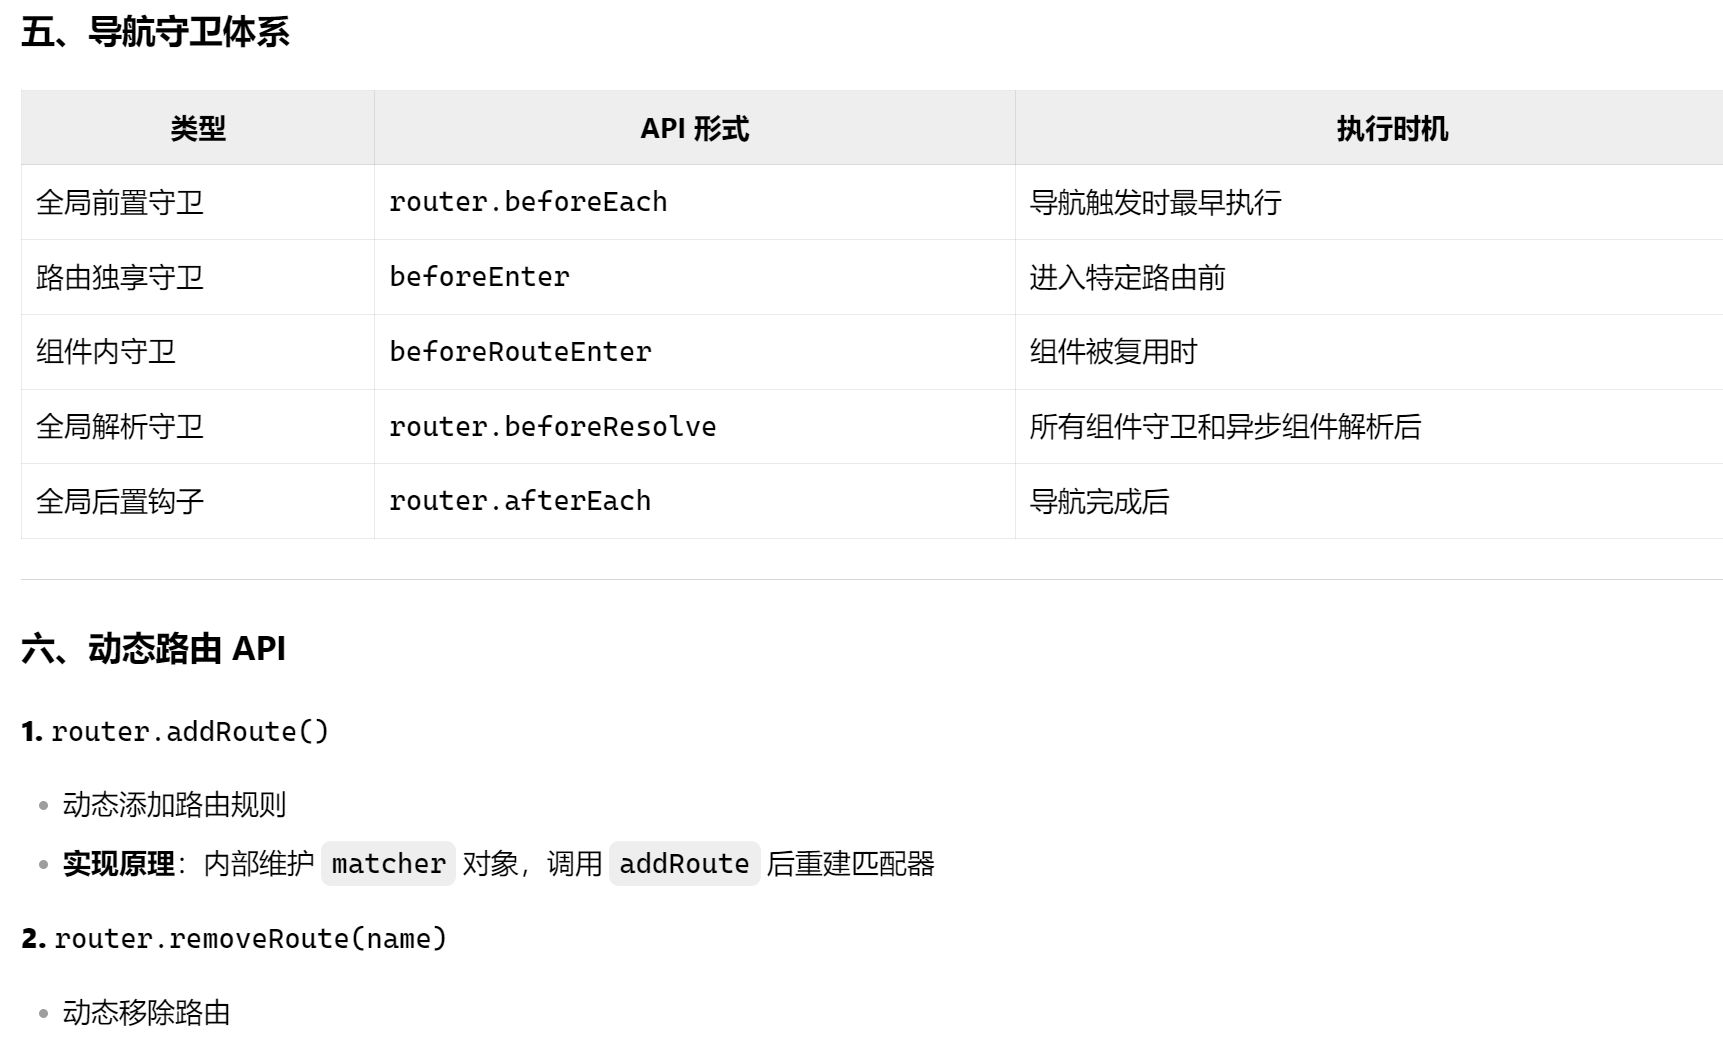 五、导航守卫体系
类型 API 形式 执行时机
全局前置守卫 router.beforeEach 导航触发时最早执行
路由独享守卫 beforeEnter 进入特定路由前
组件内守卫 beforeRouteEnter 组件被复用时
全局解析守卫 router.beforeResolve 所有组件守卫和异步组件解析后
全局后置钩子 router.afterEach 导航完成后
六、动态路由 API
1. router.addRoute()
动态添加路由规则
实现原理：内部维护 matcher 对象，调用 addRoute 后重建匹配器
2. router.removeRoute(name)
动态移除路由